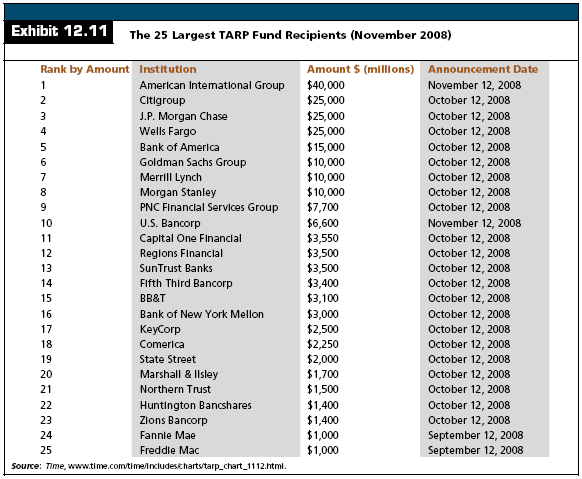 Exhibit 12.11 The 25 Largest TARP Fund Recipients (November 2008)
Rank by Amount Institution Amount $ (millions) Announcement Date
1 American International Group $40,000 November 12, 2008
2 Citigroup $25,000 October 12, 2008
3 J.P. Morgan Chase $25,000 October 12, 2008
4 Wells Fargo $25,000 October 12, 2008
5 Bank of America $15,000 October 12, 2008
6 Goldman Sachs Group $10,000 October 12, 2008
7 Merrill Lynch $10,000 October 12, 2008
8 Morgan Stanley $10,000 October 12, 2008
9 PNC Financial Services Group $7,700 October 12, 2008
10 U.S. Bancorp $6,600 November 12, 2008
11 Capital One Financial $3,550 October 12, 2008
12 Regions Financial $3,500 October 12, 2008
13 SunTrust Banks $3,500 October 12, 2008
14 Fifth Third Bancorp $3,400 October 12, 2008
15 BB&T $3,100 October 12, 2008
16 Bank of New York Mellon $3,000 October 12, 2008
17 KeyCorp $2,500 October 12, 2008
18 Comerica $2,250 October 12, 2008
19 State Street $2,000 October 12, 2008
20 Marshall & Ilsley $1,700 October 12, 2008
21 Northern Trust $1,500 October 12, 2008
22 Huntington Bancshares $1,400 October 12, 2008
23 Zions Bancorp $1,400 October 12, 2008
24 Fannie Mae $1,000 September 12, 2008
25 Freddie Mac $1,000 September 12, 2008
Source: Time, www.time.com/time/includes/charts/tarp_chart_1112.html.